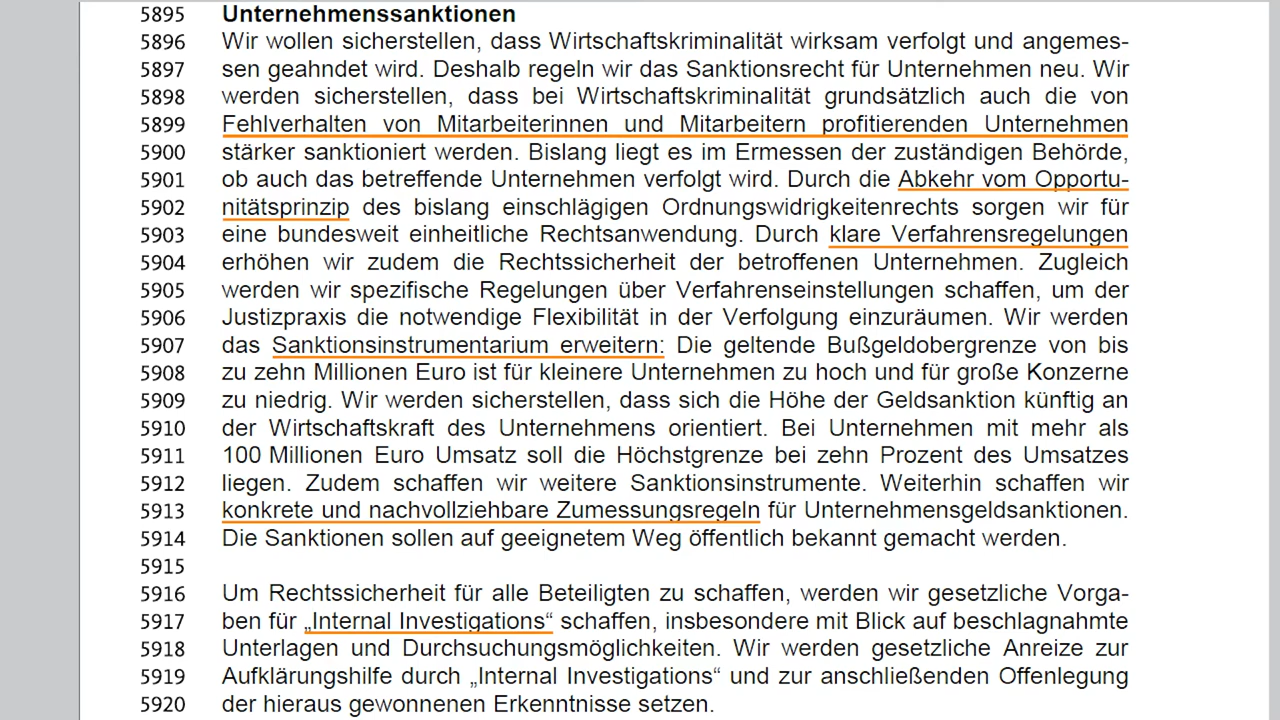 5895 Unternehmenssanktionen
5896 Wir wollen sicherstellen, dass Wirtschaftskriminalität wirksam verfolgt und angemes-
5897 sen geahndet wird. Deshalb regeln wir das Sanktionsrecht für Unternehmen neu. Wir
5898 werden sicherstellen, dass bei Wirtschaftskriminalität grundsätzlich auch die von
5899 Fehlverhalten von Mitarbeiterinnen und Mitarbeitern profitierenden Unternehmen
5900 stärker sanktioniert werden. Bislang liegt es im Ermessen der zuständigen Behörde,
5901 ob auch das betreffende Unternehmen verfolgt wird. Durch die Abkehr vom Opportu-
5902 nitätsprinzip des bislang einschlägigen Ordnungswidrigkeitenrechts sorgen wir für
5903 eine bundesweit einheitliche Rechtsanwendung. Durch klare Verfahrensregelungen
5904 erhöhen wir zudem die Rechtssicherheit der betroffenen Unternehmen. Zugleich
5905 werden wir spezifische Regelungen über Verfahrenseinstellungen schaffen, um der
5906 Justizpraxis die notwendige Flexibilität in der Verfolgung einzuräumen. Wir werden
5907 das Sanktionsinstrumentarium erweitern: Die geltende Bußgeldobergrenze von bis
5908 zu zehn Millionen Euro ist für kleinere Unternehmen zu hoch und für große Konzerne
5909 zu niedrig. Wir werden sicherstellen, dass sich die Höhe der Geldsanktion künftig an
5910 der Wirtschaftskraft des Unternehmens orientiert. Bei Unternehmen mit mehr als
5911 100 Millionen Euro Umsatz soll die Höchstgrenze bei zehn Prozent des Umsatzes
5912 liegen. Zudem schaffen wir weitere Sanktionsinstrumente. Weiterhin schaffen wir
5913 konkrete und nachvollziehbare Zumessungsregeln für Unternehmensgeldsanktionen.
5914 Die Sanktionen sollen auf geeignetem Weg öffentlich bekannt gemacht werden.
5915
5916 Um Rechtssicherheit für alle Beteiligten zu schaffen, werden wir gesetzliche Vorga-
5917 ben für „Internal Investigations“ schaffen, insbesondere mit Blick auf beschlagnahmte
5918 Unterlagen und Durchsuchungsmöglichkeiten. Wir werden gesetzliche Anreize zur
5919 Aufklärungshilfe durch „Internal Investigations“ und zur anschließenden Offenlegung
5920 der hieraus gewonnenen Erkenntnisse setzen.